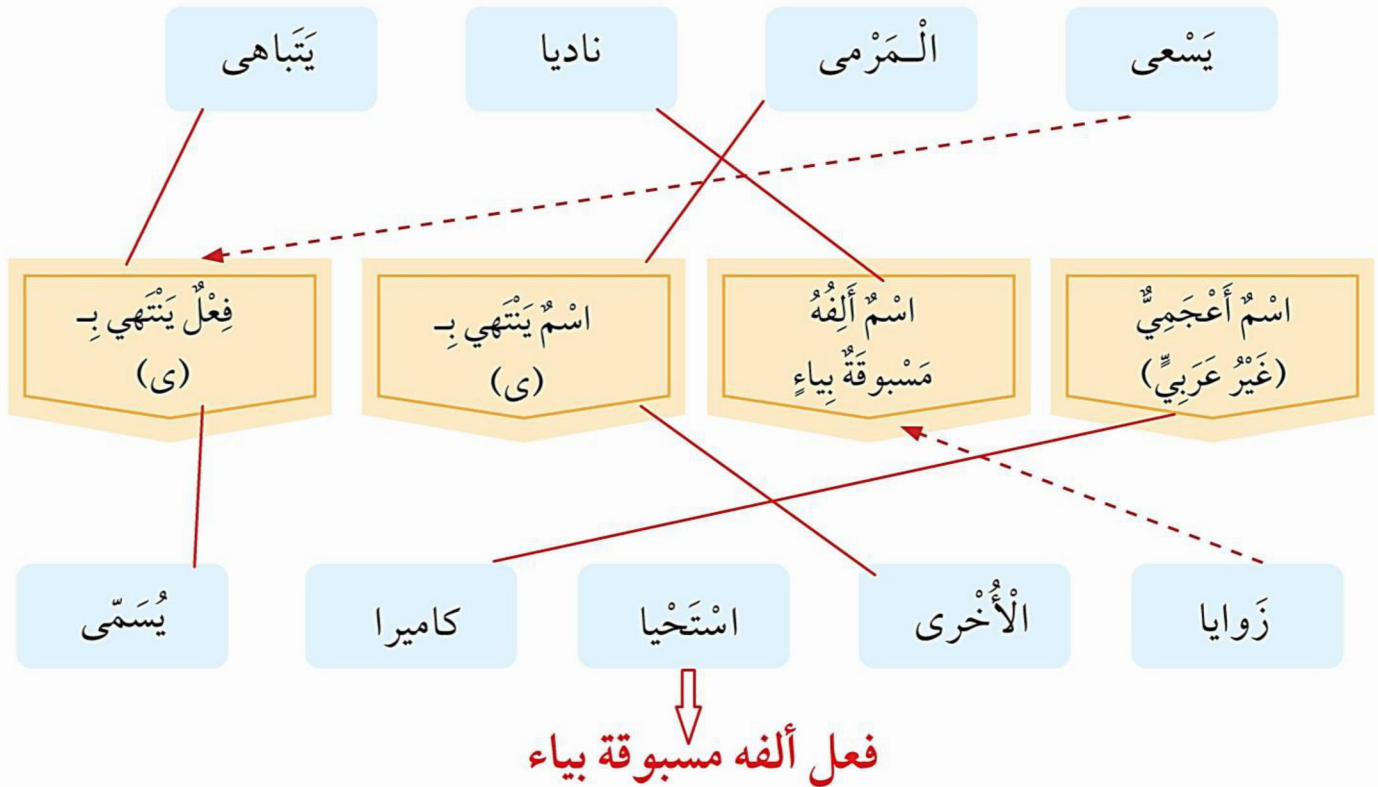 يَسْعى
الْـمَرْمى
ناديا
يَتَباهى
اسْمٌ أَعْجَمِيٌّ
(غَيْرُ عَرَبِيٍّ)
اسْمٌ أَلِفُهُ
مَسْبوقَةٌ بِياءٍ
اسْمٌ يَنْتَهي بِـ
(ى)
فِعْلٌ يَنْتَهي بِـ
(ى)
زَوايا
الْأُخْرى
اسْتَحْيا
كاميرا
يُسَمّى
فعل ألفه مسبوقة بياء